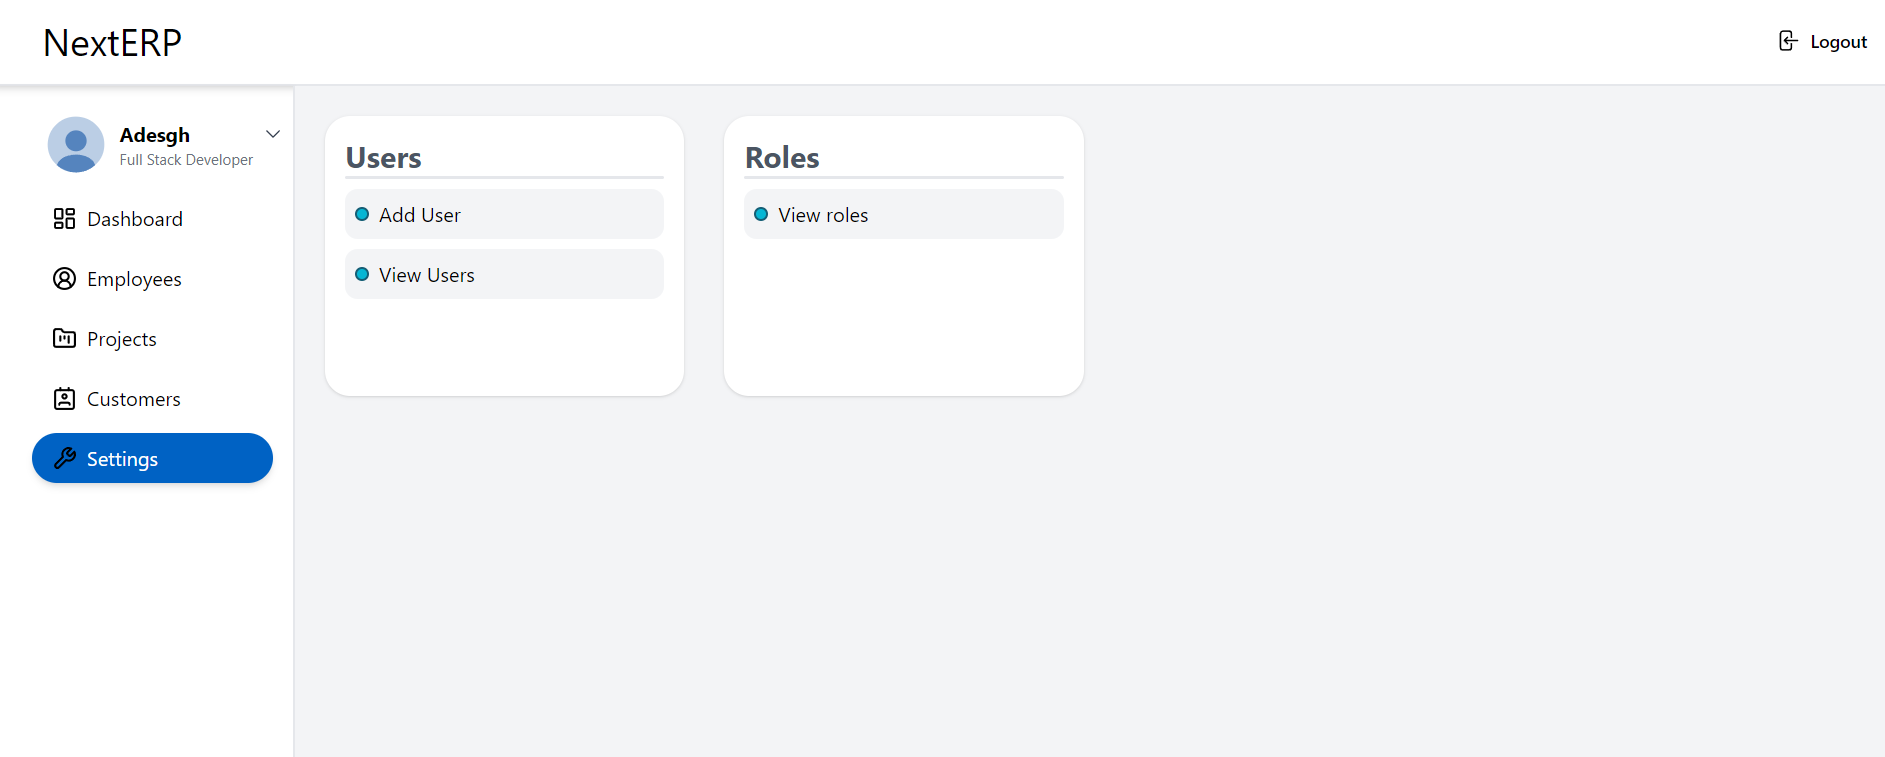 NextERP
Logout
Adesgh
Full Stack Developer
Dashboard
Employees
Projects
Customers
Settings
Users
Add User
View Users
Roles
View roles